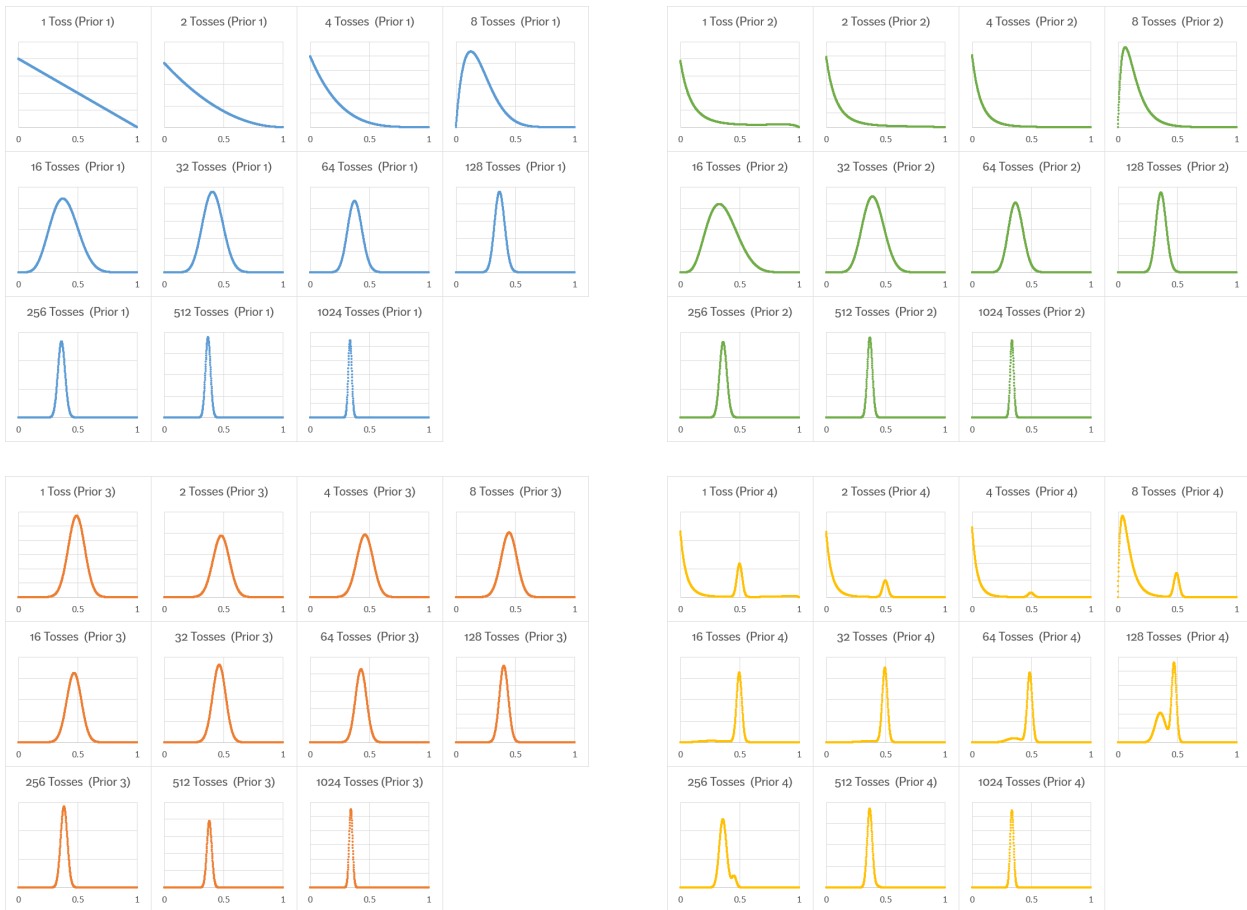 1 Toss (Prior 1)
2 Tosses (Prior 1)
4 Tosses (Prior 1)
8 Tosses (Prior 1)
0 0.5 1
0 0.5 1
0 0.5 1
0 0.5 1
16 Tosses (Prior 1)
32 Tosses (Prior 1)
64 Tosses (Prior 1)
128 Tosses (Prior 1)
0 0.5 1
0 0.5 1
0 0.5 1
0 0.5 1
256 Tosses (Prior 1)
512 Tosses (Prior 1)
1024 Tosses (Prior 1)
0 0.5 1
0 0.5 1
0 0.5 1
1 Toss (Prior 2)
2 Tosses (Prior 2)
4 Tosses (Prior 2)
8 Tosses (Prior 2)
0 0.5 1
0 0.5 1
0 0.5 1
0 0.5 1
16 Tosses (Prior 2)
32 Tosses (Prior 2)
64 Tosses (Prior 2)
128 Tosses (Prior 2)
0 0.5 1
0 0.5 1
0 0.5 1
0 0.5 1
256 Tosses (Prior 2)
512 Tosses (Prior 2)
1024 Tosses (Prior 2)
0 0.5 1
0 0.5 1
0 0.5 1
1 Toss (Prior 3)
2 Tosses (Prior 3)
4 Tosses (Prior 3)
8 Tosses (Prior 3)
0 0.5 1
0 0.5 1
0 0.5 1
0 0.5 1
16 Tosses (Prior 3)
32 Tosses (Prior 3)
64 Tosses (Prior 3)
128 Tosses (Prior 3)
0 0.5 1
0 0.5 1
0 0.5 1
0 0.5 1
256 Tosses (Prior 3)
512 Tosses (Prior 3)
1024 Tosses (Prior 3)
0 0.5 1
0 0.5 1
0 0.5 1
1 Toss (Prior 4)
2 Tosses (Prior 4)
4 Tosses (Prior 4)
8 Tosses (Prior 4)
0 0.5 1
0 0.5 1
0 0.5 1
0 0.5 1
16 Tosses (Prior 4)
32 Tosses (Prior 4)
64 Tosses (Prior 4)
128 Tosses (Prior 4)
0 0.5 1
0 0.5 1
0 0.5 1
0 0.5 1
256 Tosses (Prior 4)
512 Tosses (Prior 4)
1024 Tosses (Prior 4)
0 0.5 1
0 0.5 1
0 0.5 1